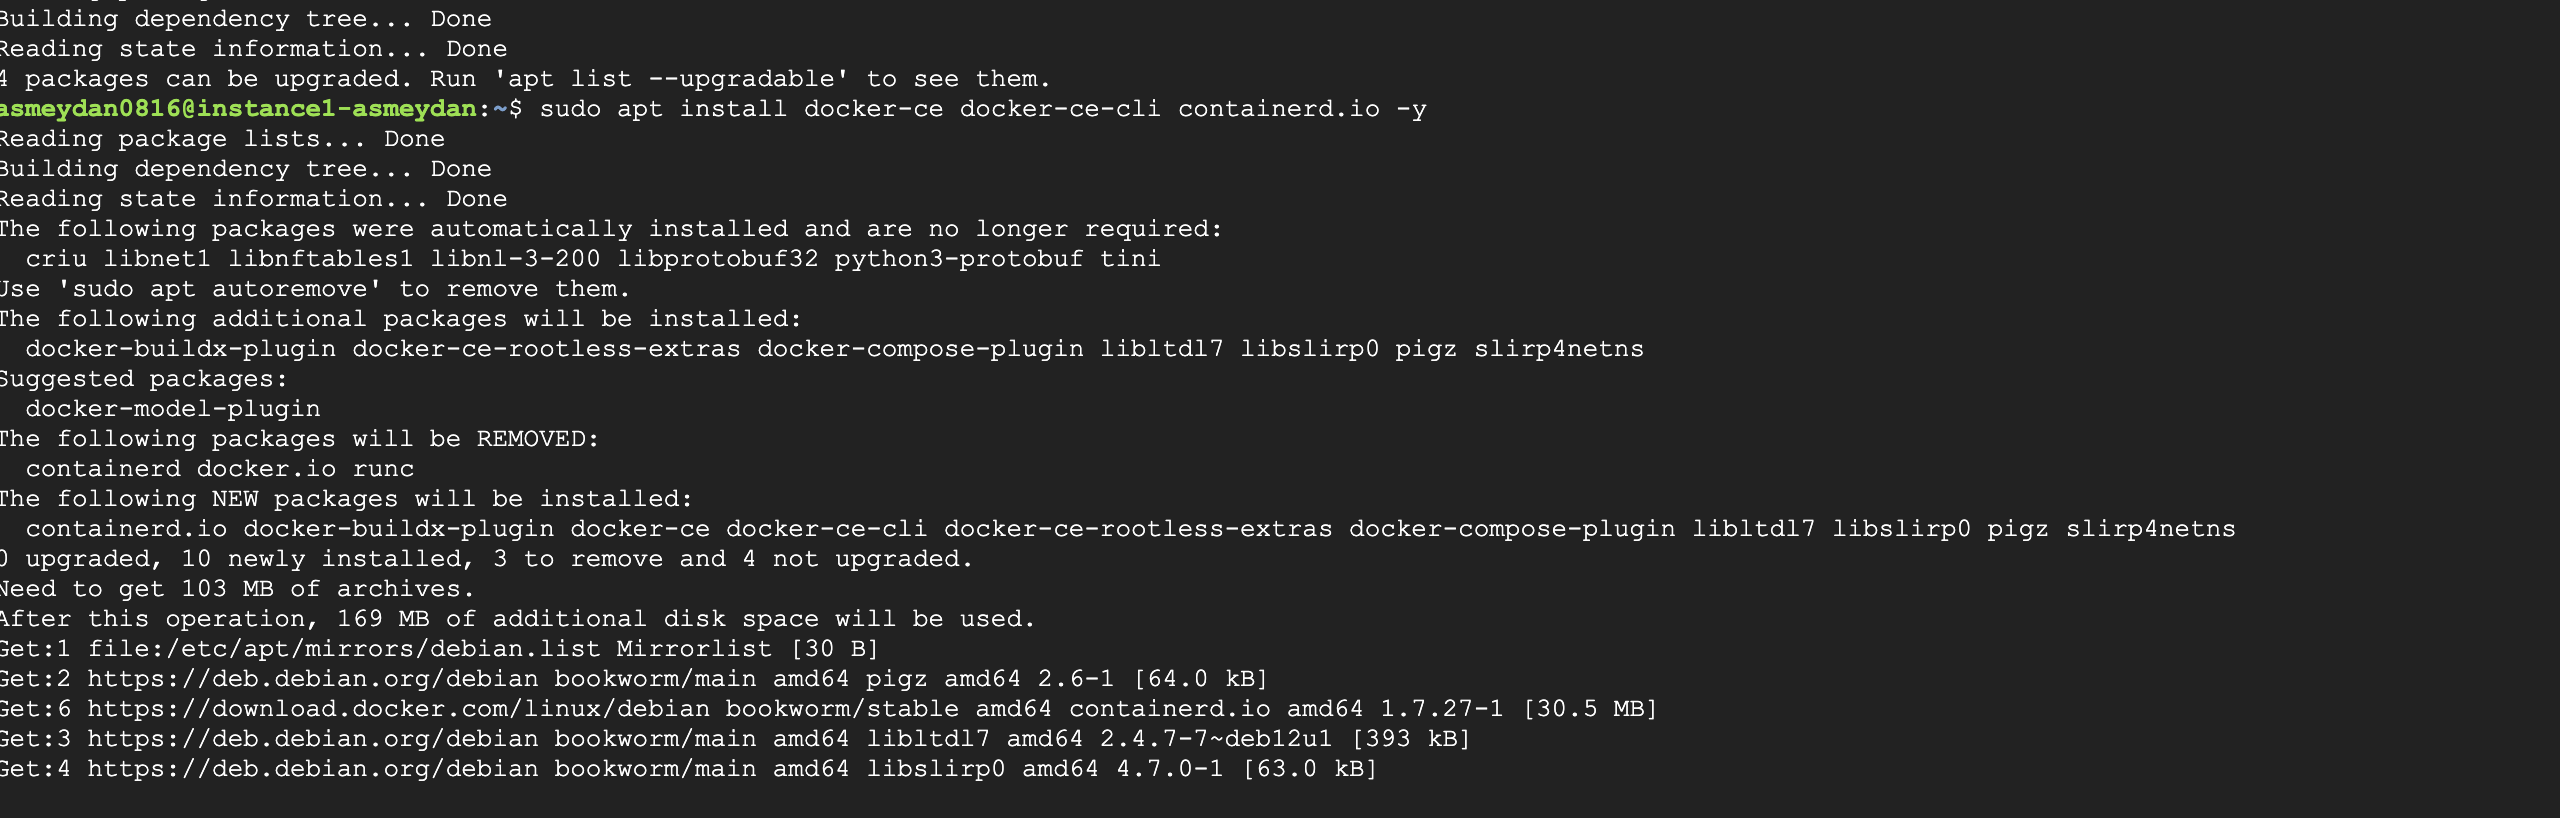 Building dependency tree... Done
Reading state information... Done
4 packages can be upgraded. Run 'apt list --upgradable' to see them.
asmeydan0816@instance1-asmeydan:~$ sudo apt install docker-ce docker-ce-cli containerd.io -y
Reading package lists... Done
Building dependency tree... Done
Reading state information... Done
The following packages were automatically installed and are no longer required:
  criu libnet1 libnftables1 libnl-3-200 libprotobuf32 python3-protobuf tini
Use 'sudo apt autoremove' to remove them.
The following additional packages will be installed:
  docker-buildx-plugin docker-ce-rootless-extras docker-compose-plugin libltdl7 libslirp0 pigz slirp4netns
Suggested packages:
  docker-model-plugin
The following packages will be REMOVED:
  containerd docker.io runc
The following NEW packages will be installed:
  containerd.io docker-buildx-plugin docker-ce docker-ce-cli docker-ce-rootless-extras docker-compose-plugin libltdl7 libslirp0 pigz slirp4netns
0 upgraded, 10 newly installed, 3 to remove and 4 not upgraded.
Need to get 103 MB of archives.
After this operation, 169 MB of additional disk space will be used.
Get:1 file:/etc/apt/mirrors/debian.list Mirrorlist [30 B]
Get:2 https://deb.debian.org/debian bookworm/main amd64 pigz amd64 2.6-1 [64.0 kB]
Get:6 https://download.docker.com/linux/debian bookworm/stable amd64 containerd.io amd64 1.7.27-1 [30.5 MB]
Get:3 https://deb.debian.org/debian bookworm/main amd64 libltdl7 amd64 2.4.7-7~deb12u1 [393 kB]
Get:4 https://deb.debian.org/debian bookworm/main amd64 libslirp0 amd64 4.7.0-1 [63.0 kB]